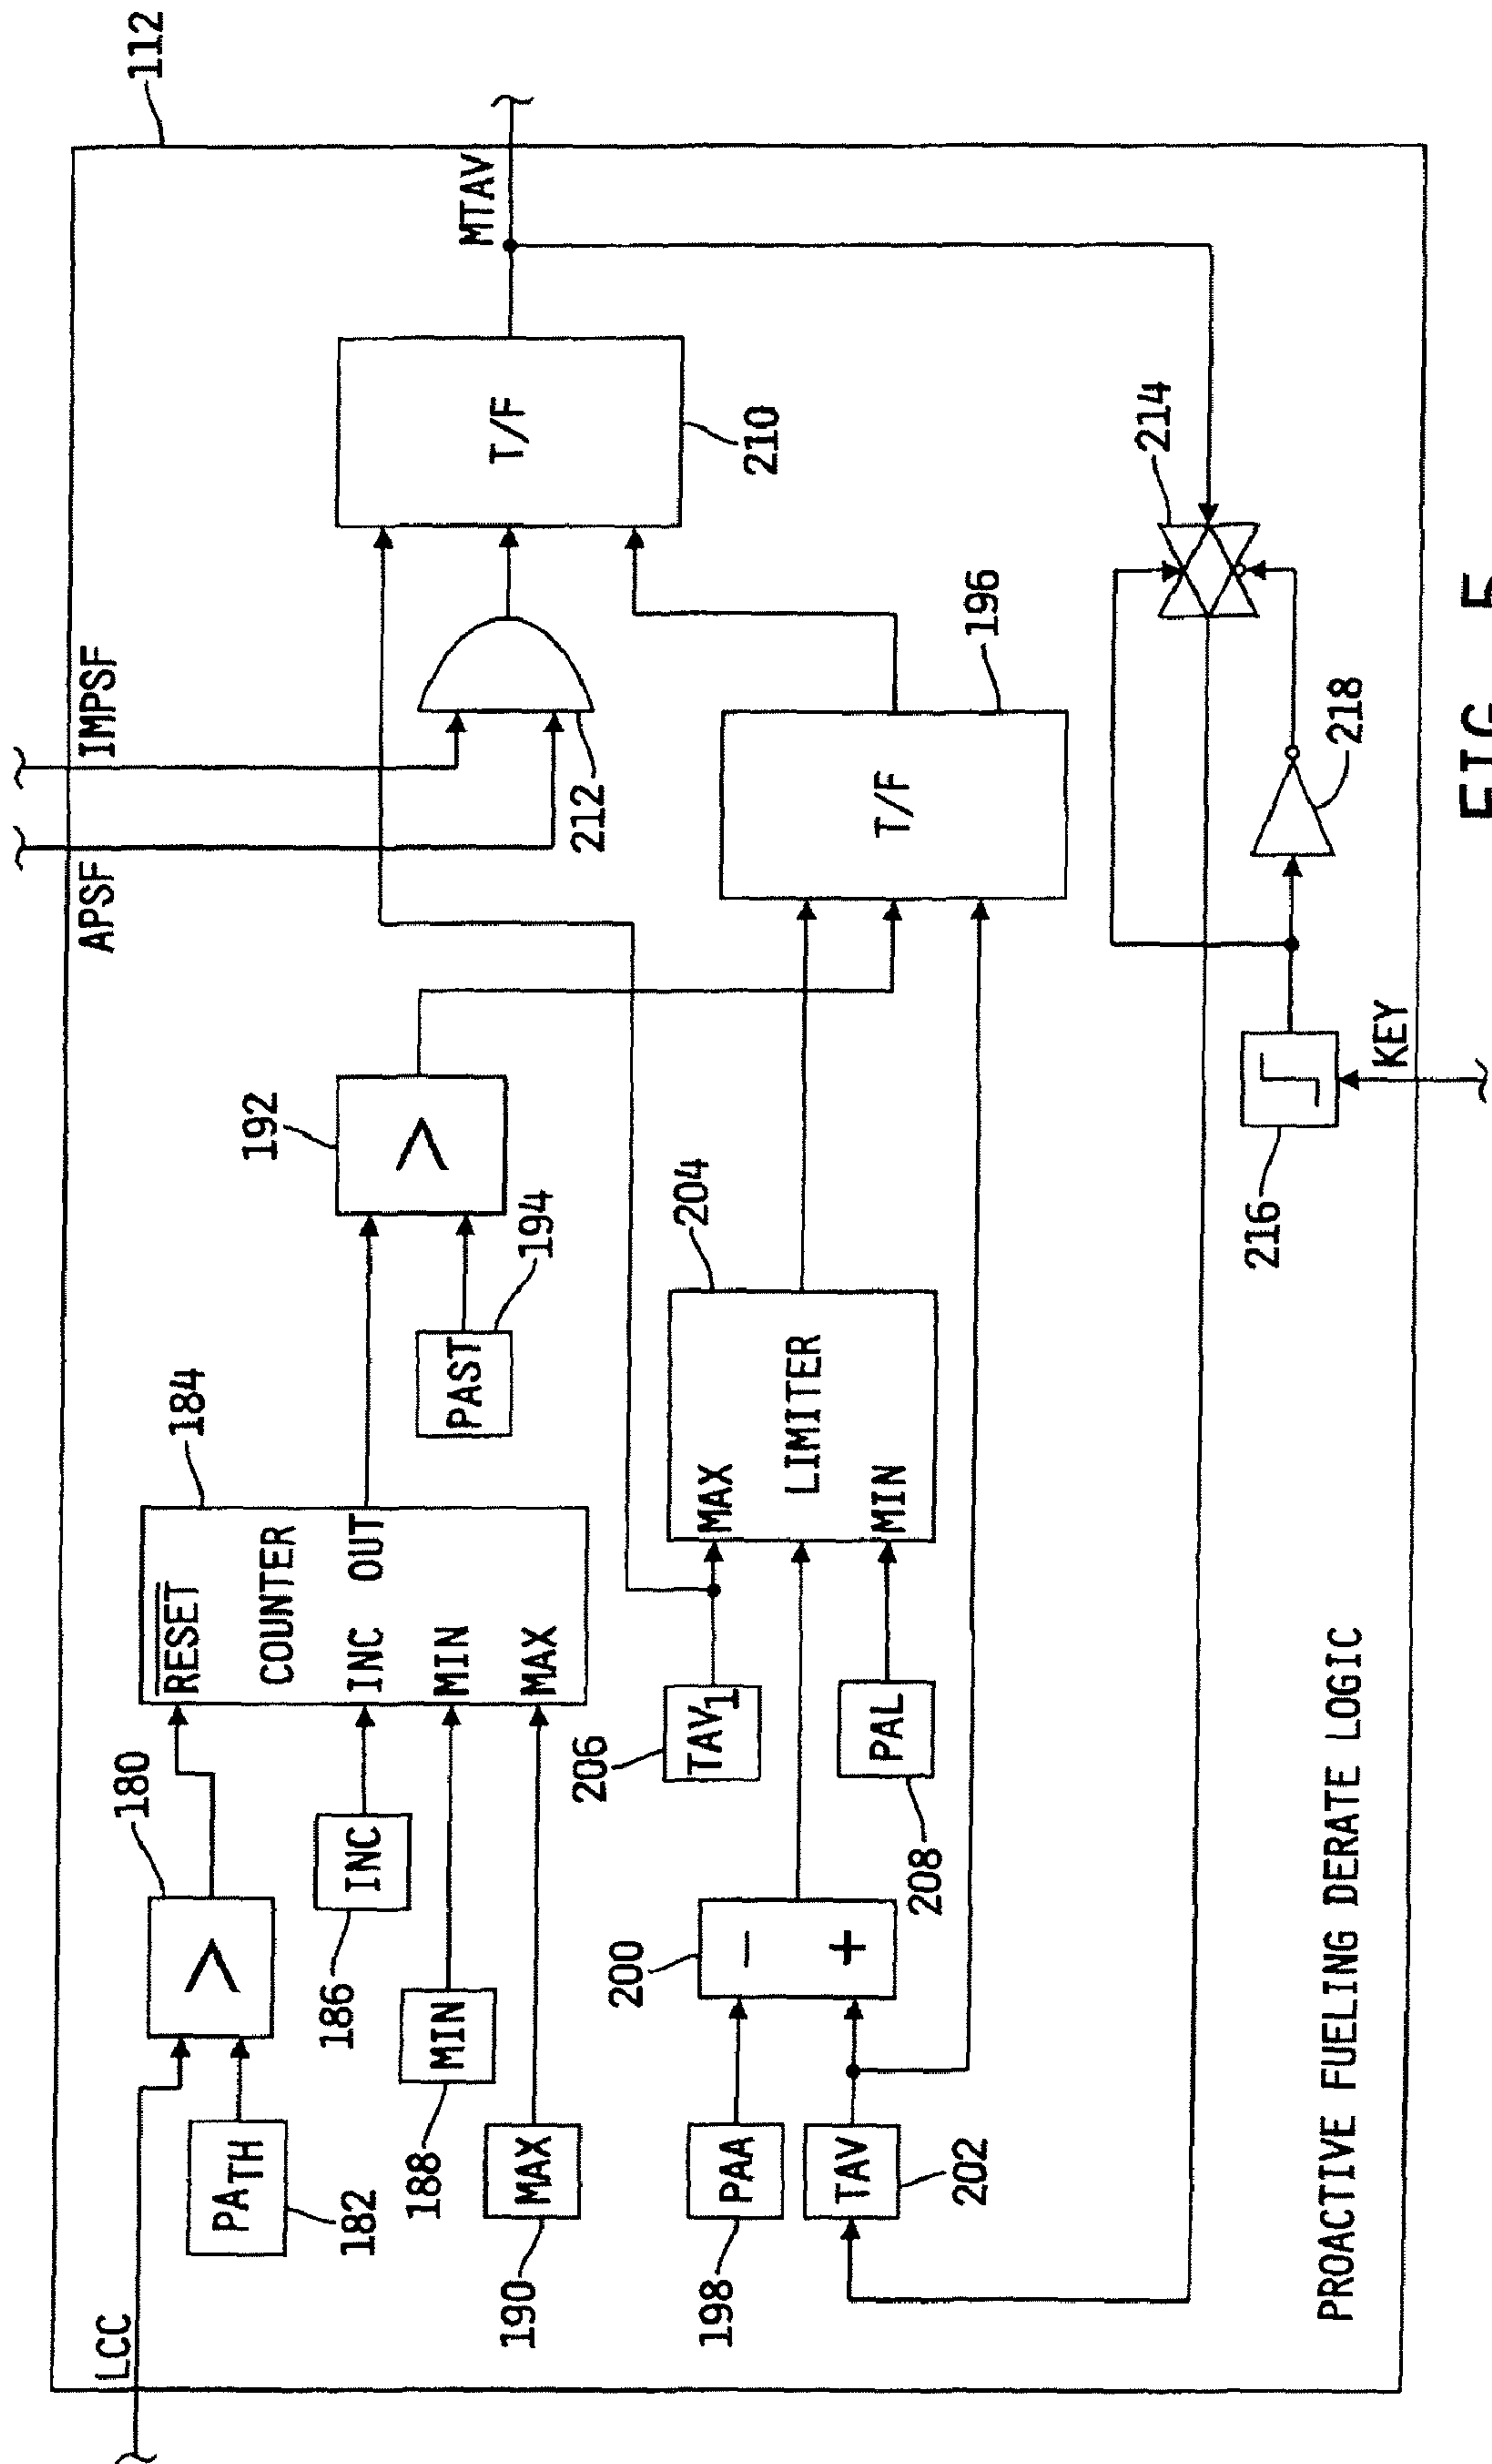 112
LCC
APSF
IMPSF
MTAV
180
PATH
182
184
RESET
COUNTER
INC OUT
MIN
MAX
INC
186
MIN
188
MAX
190
192
PAST
194
T/F
210
212
T/F
196
204
MAX
LIMITER
MIN
TAV1
206
PAL
208
200
-
+
PAA
198
TAV
202
214
218
216
KEY
PROACTIVE FUELING DERATE LOGIC